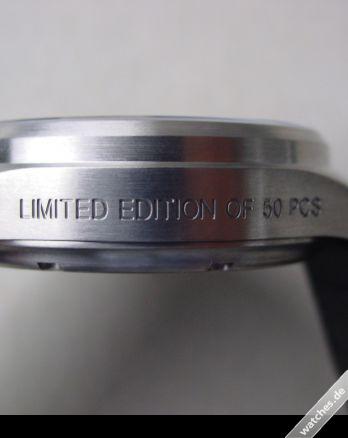 LIMITED EDITION OF 50 PCS
watches.de